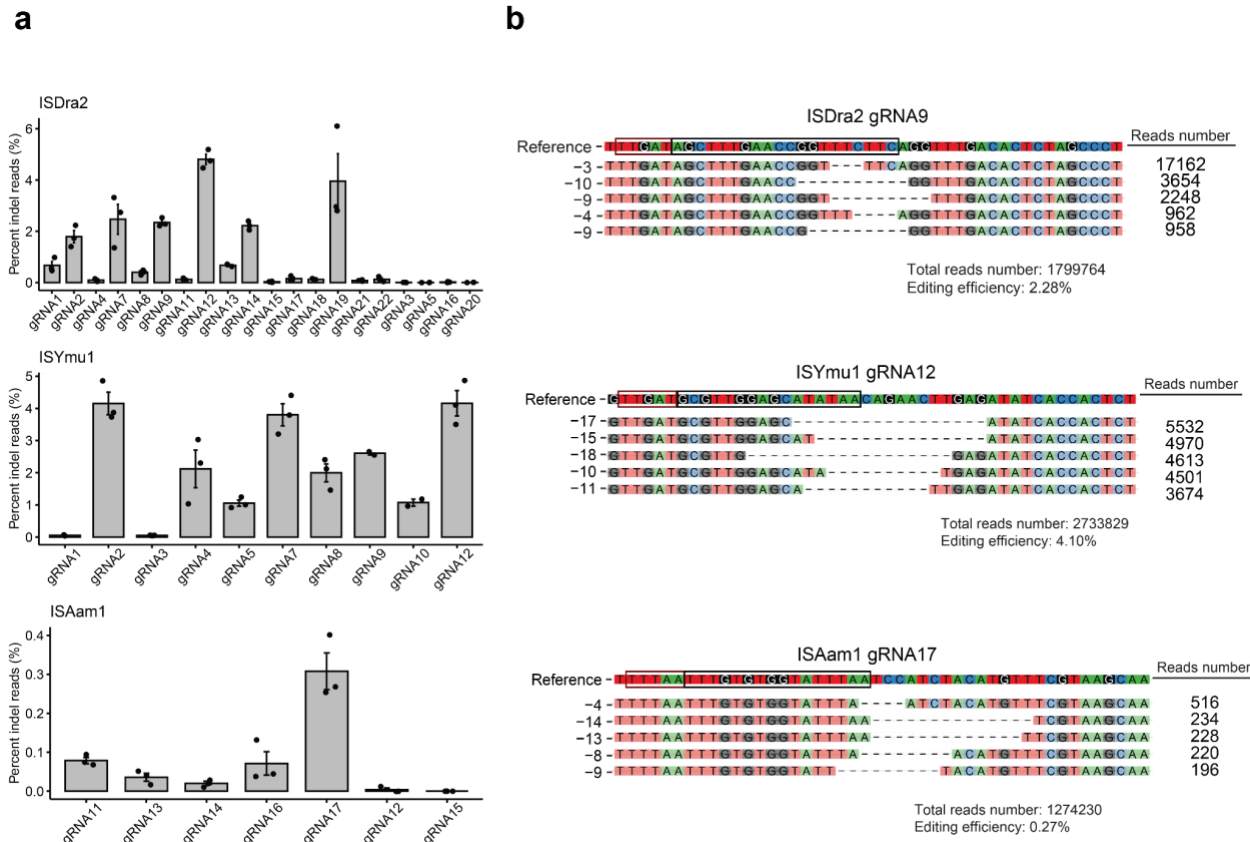 a
ISDra2
Percent indel reads (%)
6
4
2
0
gRNA1 gRNA2 gRNA4 gRNA7 gRNA8 gRNA9 gRNA11 gRNA12 gRNA13 gRNA14 gRNA15 gRNA17 gRNA18 gRNA19 gRNA21 gRNA22 gRNA3 gRNA5 gRNA16 gRNA20
ISYmu1
Percent indel reads (%)
5
4
3
2
1
0
gRNA1 gRNA2 gRNA3 gRNA4 gRNA5 gRNA7 gRNA8 gRNA9 gRNA10 gRNA12
ISAam1
Percent indel reads (%)
0.4
0.3
0.2
0.1
0.0
gRNA11 gRNA13 gRNA14 gRNA16 gRNA17 gRNA12 gRNA15
b
ISDra2 gRNA9
Reads number
Reference - TTTGATAGCTTTGAACCGGTTTCTTCAGGTTTGACACTCTAGCCCT
-3 - TTTGATAGCTTTGAACCGGT---TTCAGGTTTGACACTCTAGCCCT 17162
-10 - TTTGATAGCTTTGAACC----------GGTTTGACACTCTAGCCCT 3654
-9 - TTTGATAGCTTTGAACCGGT---------TTTGACACTCTAGCCCT 2248
-4 - TTTGATAGCTTTGAACCGGTTT----AGGTTTGACACTCTAGCCCT 962
-9 - TTTGATAGCTTTGAACCG---------GGTTTGACACTCTAGCCCT 958
Total reads number: 1799764
Editing efficiency: 2.28%
ISYmu1 gRNA12
Reads number
Reference - GTTGATGCGTTGGAGCATATAACAGAACTTGAGATATCACCACTCT
-17 - GTTGATGCGTTGGAGC-----------------ATATCACCACTCT 5532
-15 - GTTGATGCGTTGGAGCAT---------------ATATCACCACTCT 4970
-18 - GTTGATGCGTTG------------------GAGATATCACCACTCT 4613
-10 - GTTGATGCGTTGGAGCATA----------TGAGATATCACCACTCT 4501
-11 - GTTGATGCGTTGGAGCA-----------TTGAGATATCACCACTCT 3674
Total reads number: 2733829
Editing efficiency: 4.10%
ISAam1 gRNA17
Reads number
Reference - TTTTAATTTGTGTGGTATTTAATCCATCTACATGTTTCGTAAGCAA
-4 - TTTTAATTTGTGTGGTATTTA----ATCTACATGTTTCGTAAGCAA 516
-14 - TTTTAATTTGTGTGGTATTTAA--------------TCGTAAGCAA 234
-13 - TTTTAATTTGTGTGGTATTTAA-------------TTCGTAAGCAA 228
-8 - TTTTAATTTGTGTGGTATTTA--------ACATGTTTCGTAAGCAA 220
-9 - TTTTAATTTGTGTGGTATT---------TACATGTTTCGTAAGCAA 196
Total reads number: 1274230
Editing efficiency: 0.27%